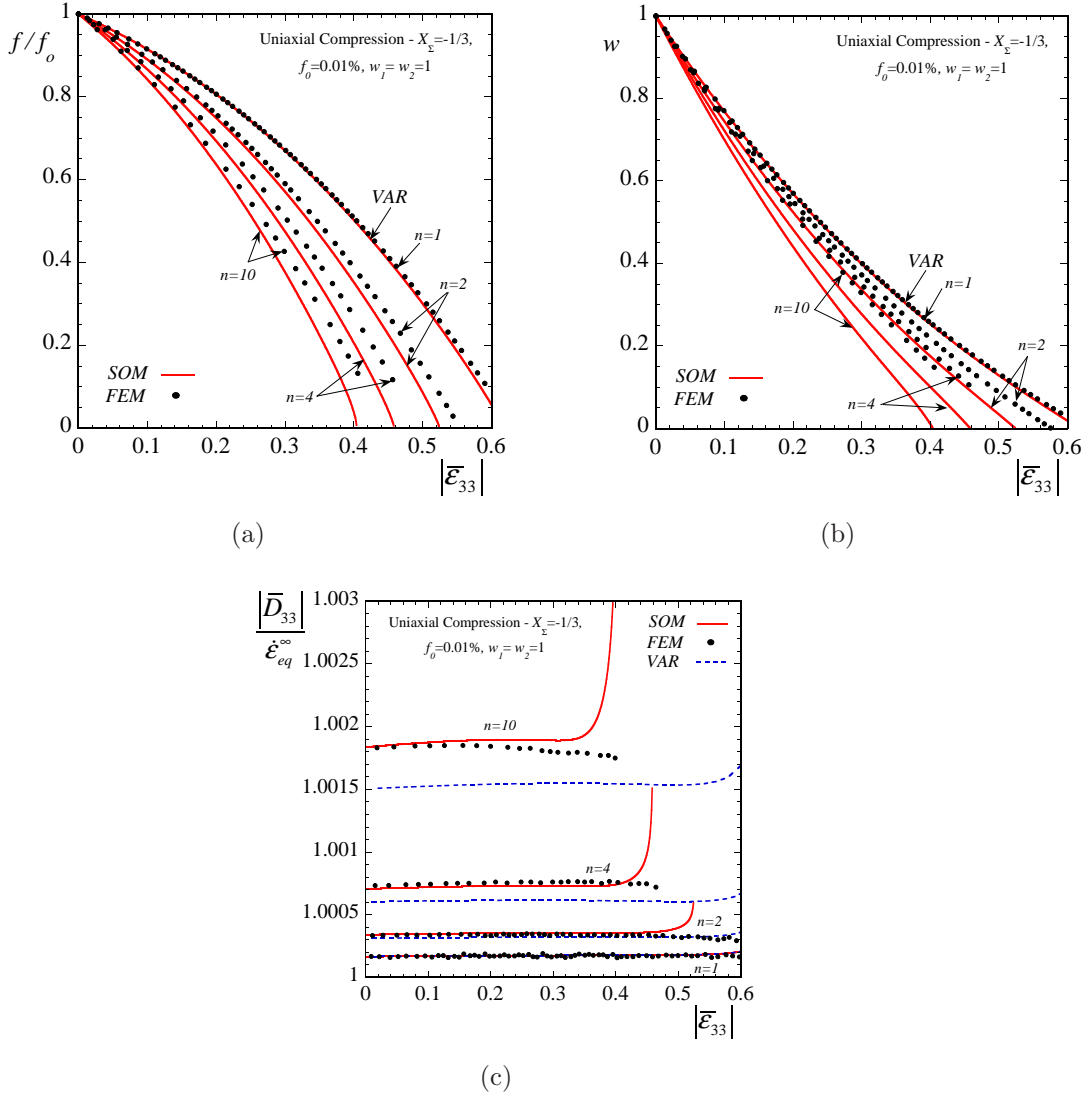 f/f_o
1
0.8
0.6
0.4
0.2
0
0
0.1
0.2
0.3
0.4
0.5
0.6
Uniaxial Compression - X_Σ=-1/3,
f_0=0.01%, w_1= w_2=1
VAR
n=1
n=2
n=10
n=4
SOM
FEM
|ε̅_33|
(a)
w
1
0.8
0.6
0.4
0.2
0
0
0.1
0.2
0.3
0.4
0.5
0.6
Uniaxial Compression - X_Σ=-1/3,
f_0=0.01%, w_1= w_2=1
VAR
n=1
n=10
n=2
n=4
SOM
FEM
|ε̅_33|
(b)
|D̅_33|
ε̇_eq^∞
1.003
1.0025
1.002
1.0015
1.001
1.0005
1
0
0.1
0.2
0.3
0.4
0.5
0.6
Uniaxial Compression - X_Σ=-1/3,
f_0=0.01%, w_1= w_2=1
SOM
FEM
VAR
n=10
n=4
n=2
n=1
|ε̅_33|
(c)